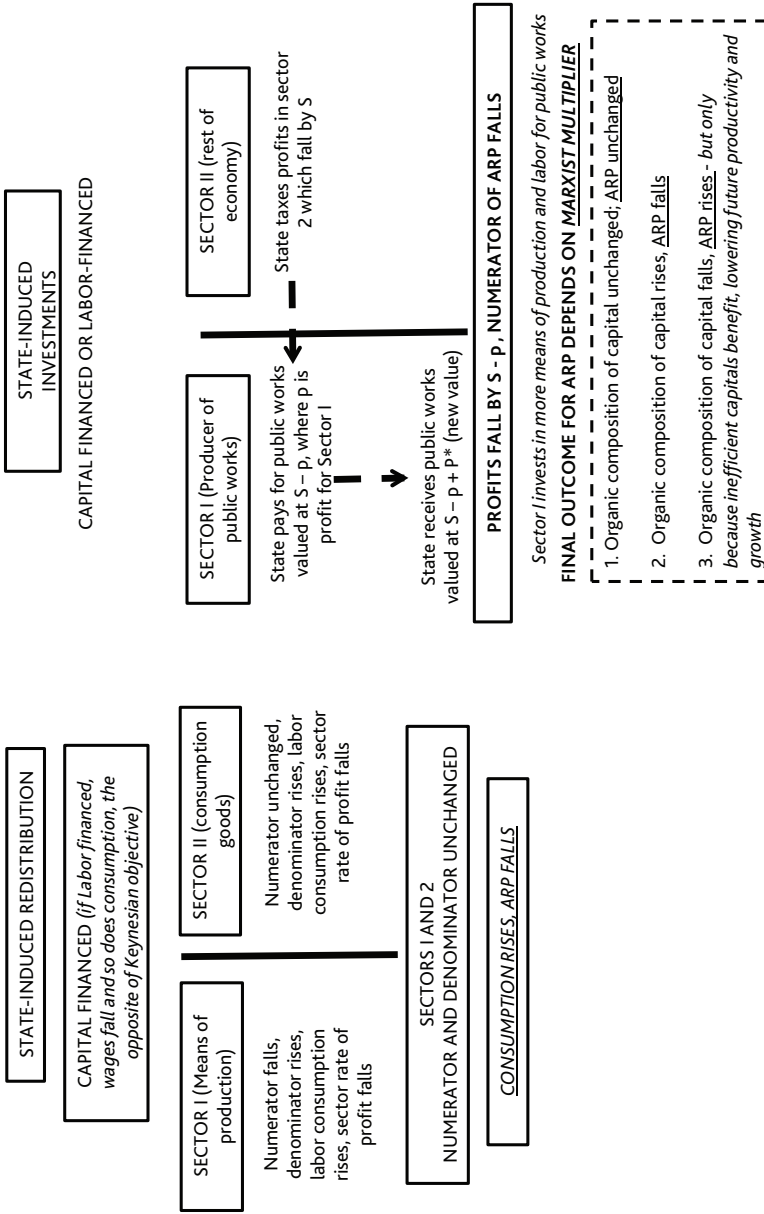 STATE-INDUCED REDISTRIBUTION
CAPITAL FINANCED (if Labor financed,
wages fall and so does consumption, the
opposite of Keynesian objective)
SECTOR I (Means of
production)
Numerator falls,
denominator rises,
labor consumption
rises, sector rate of
profit falls
SECTOR II (consumption
goods)
Numerator unchanged,
denominator rises, labor
consumption rises, sector
rate of profit falls
SECTORS I AND 2
NUMERATOR AND DENOMINATOR UNCHANGED
CONSUMPTION RISES, ARP FALLS
STATE-INDUCED
INVESTMENTS
CAPITAL FINANCED OR LABOR-FINANCED
SECTOR I (Producer of
public works)
State pays for public works
valued at S – p, where p is
profit for Sector I
State receives public works
valued at S – p + P* (new value)
SECTOR II (rest of
economy)
State taxes profits in sector
2 which fall by S
PROFITS FALL BY S - p, NUMERATOR OF ARP FALLS
Sector I invests in more means of production and labor for public works
FINAL OUTCOME FOR ARP DEPENDS ON MARXIST MULTIPLIER
1. Organic composition of capital unchanged; ARP unchanged
2. Organic composition of capital rises, ARP falls
3. Organic composition of capital falls, ARP rises - but only
because inefficient capitals benefit, lowering future productivity and
growth